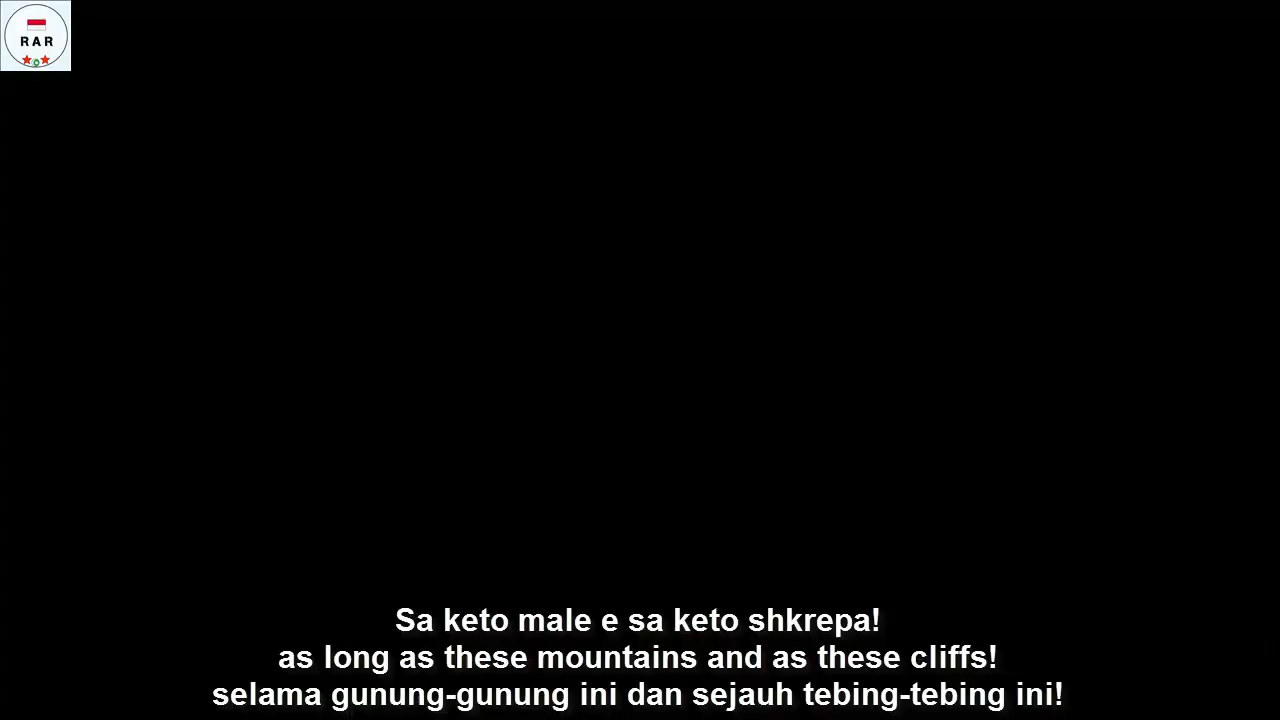 RAR
Sa keto male e sa keto shkrepa!
as long as these mountains and as these cliffs!
selama gunung-gunung ini dan sejauh tebing-tebing ini!